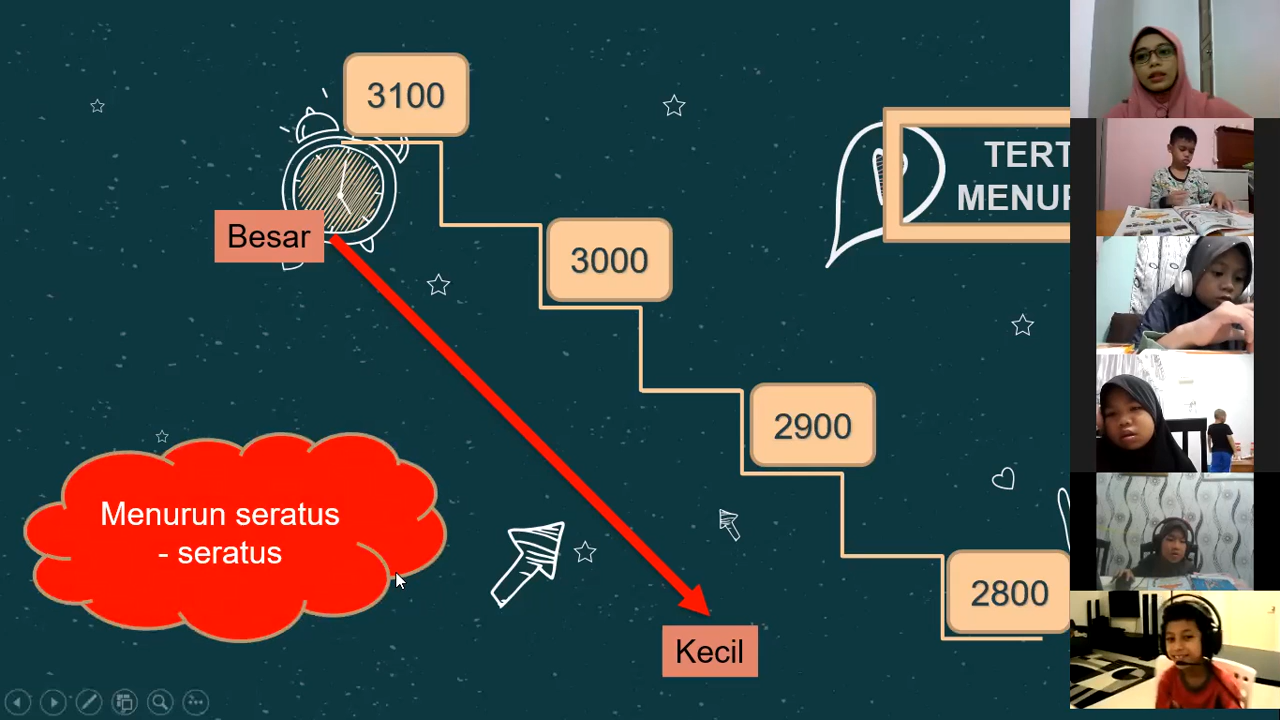 3100
TERT
MENUR
Besar
3000
2900
Menurun seratus
- seratus
2800
Kecil